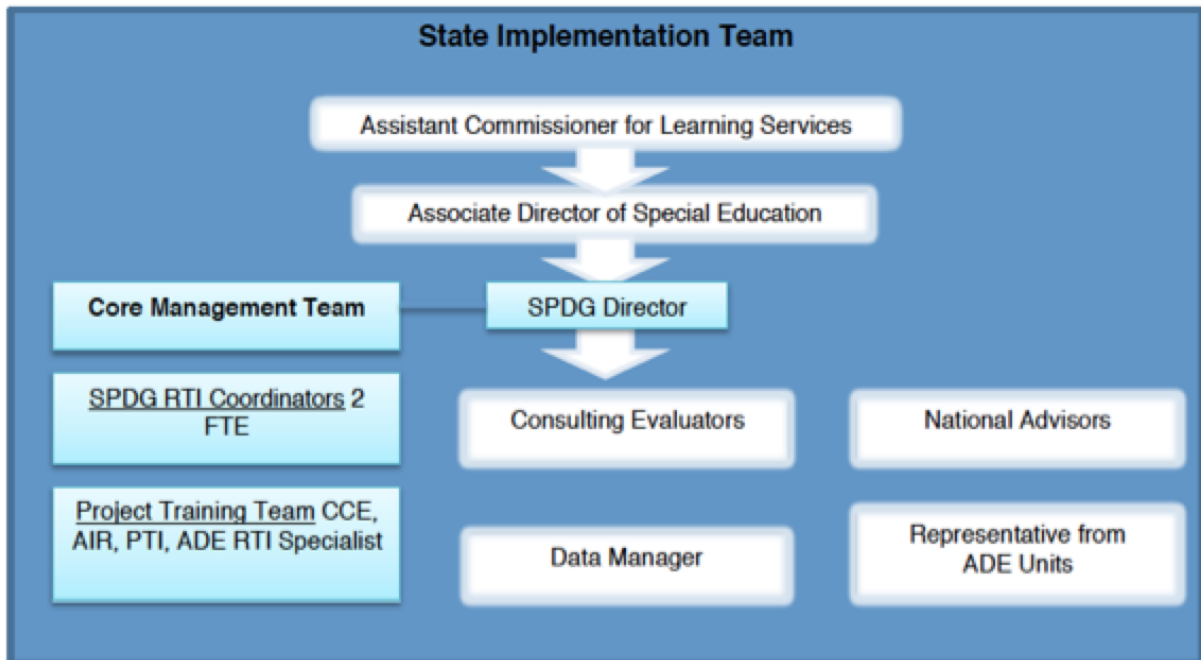 State Implementation Team
Assistant Commissioner for Learning Services
Associate Director of Special Education
Core Management Team
SPDG Director
SPDG RTI Coordinators 2
FTE
Consulting Evaluators
National Advisors
Project Training Team CCE,
AIR, PTI, ADE RTI Specialist
Data Manager
Representative from
ADE Units